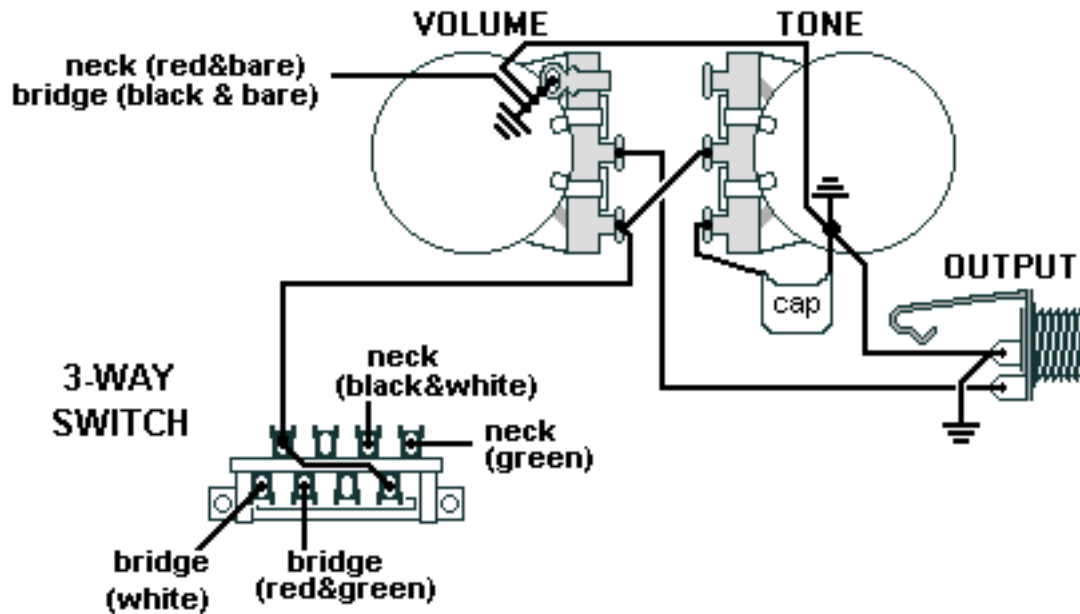 VOLUME
TONE
neck (red&bare)
bridge (black & bare)
OUTPUT
cap
3-WAY
SWITCH
neck
(black&white)
neck
(green)
bridge
(white)
bridge
(red&green)